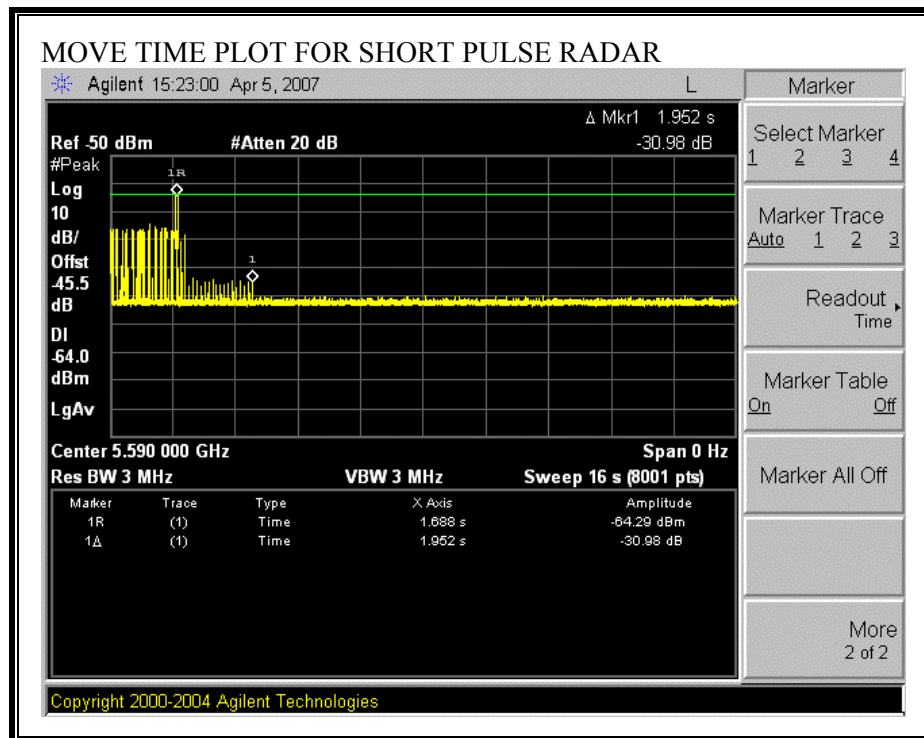 MOVE TIME PLOT FOR SHORT PULSE RADAR
Agilent 15:23:00 Apr 5, 2007 L
Δ Mkr1 1.952 s
Ref -50 dBm #Atten 20 dB -30.98 dB
#Peak
Log
10
dB/
Offst
-45.5
dB
DI
-64.0
dBm
LgAv
1R
1
Center 5.590 000 GHz Span 0 Hz
Res BW 3 MHz VBW 3 MHz Sweep 16 s (8001 pts)
Marker Trace Type X Axis Amplitude
1R (1) Time 1.688 s -64.29 dBm
1Δ (1) Time 1.952 s -30.98 dB
Marker
Select Marker
1 2 3 4
Marker Trace
Auto 1 2 3
Readout
Time
Marker Table
On Off
Marker All Off
More
2 of 2
Copyright 2000-2004 Agilent Technologies